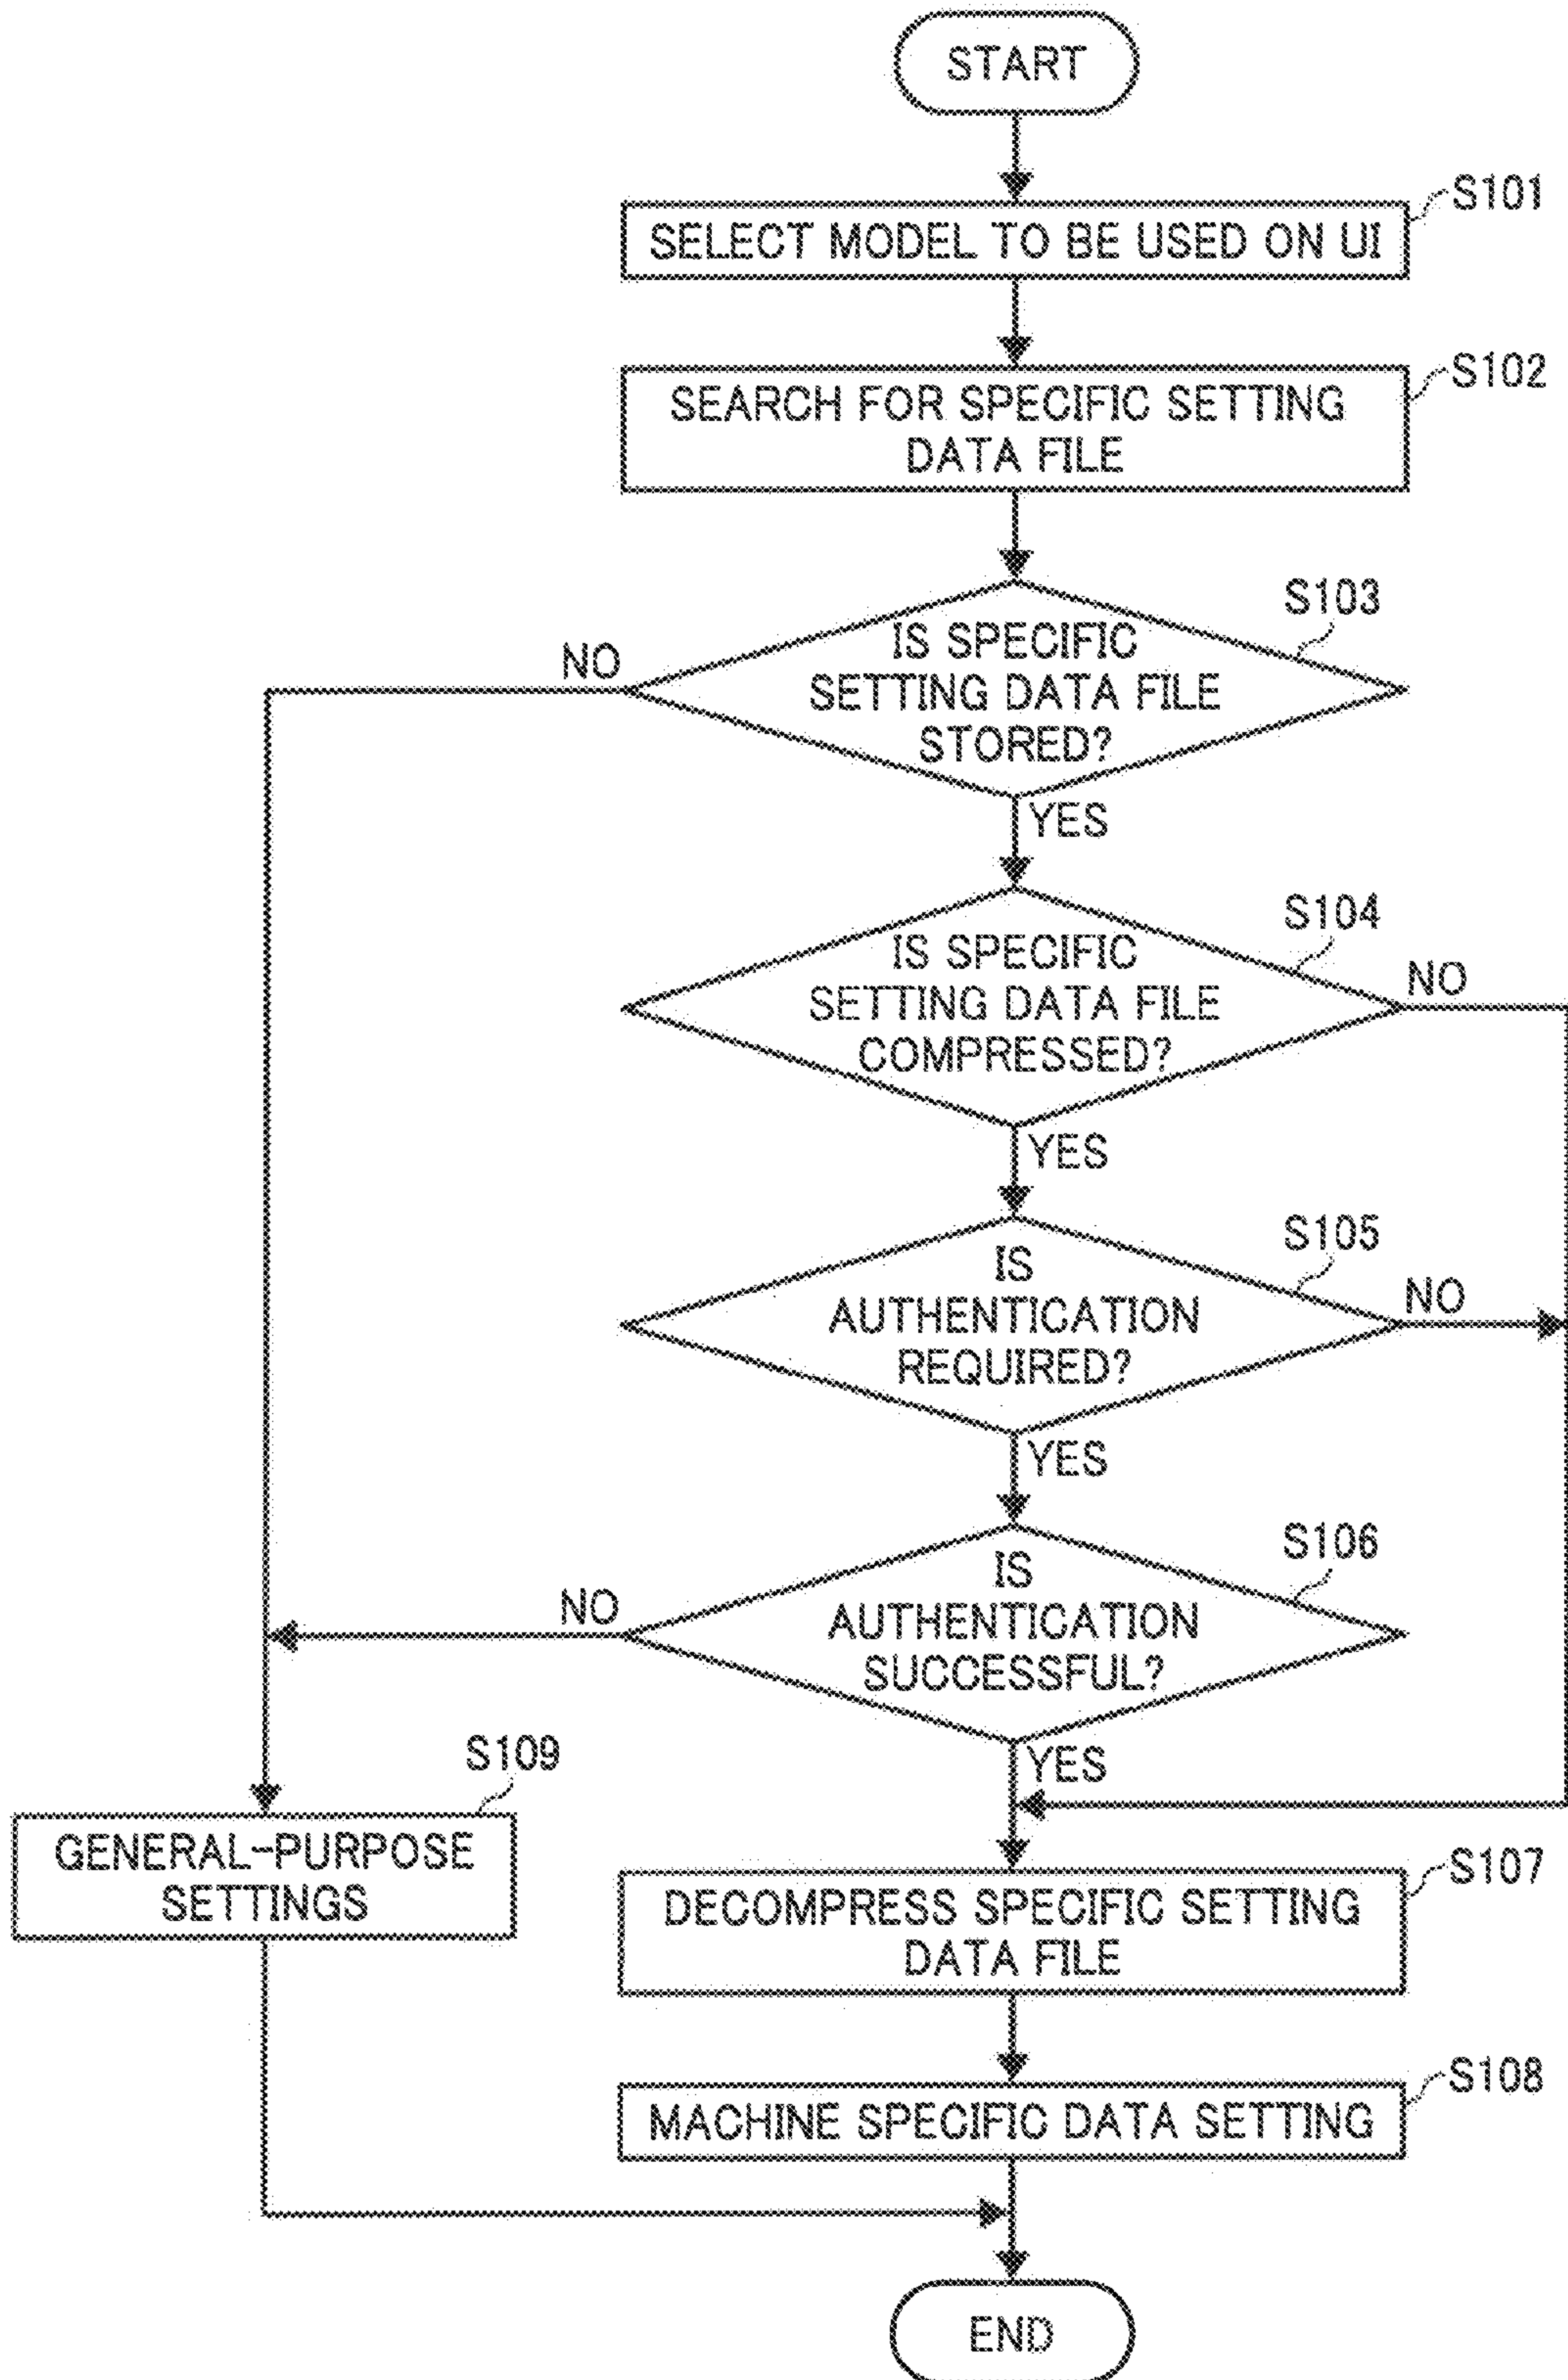 START
S101
SELECT MODEL TO BE USED ON UI
S102
SEARCH FOR SPECIFIC SETTING
DATA FILE
S103
IS SPECIFIC
SETTING DATA FILE
STORED?
NO
YES
S104
IS SPECIFIC
SETTING DATA FILE
COMPRESSED?
NO
YES
S105
IS
AUTHENTICATION
REQUIRED?
NO
YES
S106
IS
AUTHENTICATION
SUCCESSFUL?
NO
YES
S109
GENERAL-PURPOSE
SETTINGS
S107
DECOMPRESS SPECIFIC SETTING
DATA FILE
S108
MACHINE SPECIFIC DATA SETTING
END